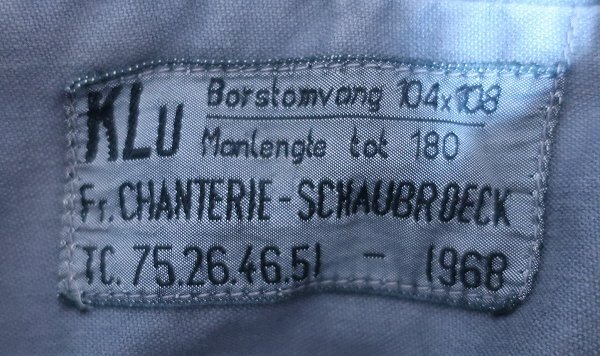 KLu Borstomvang 104x108
Manlengte tot 180
Fr. CHANTERIE-SCHAUBROECK
TC. 75.26.46.51 - 1968